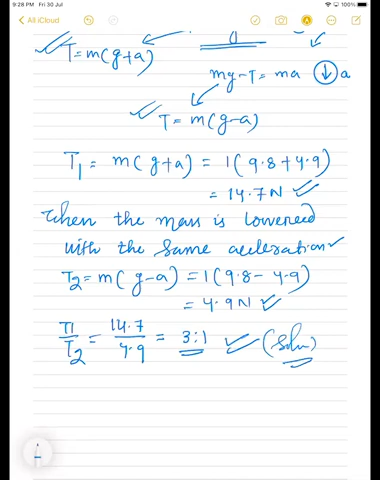 9:28 PM Fri 30 Jul
100%
All iCloud
T = m(g+a)
mg - T = ma ↓ a
T = m(g-a)
T1 = m(g+a) = 1(9.8+4.9)
= 14.7N
When the mass is lowered
with the same acceleration
T2 = m(g-a) = 1(9.8-4.9)
= 4.9N
T1/T2 = 14.7/4.9 = 3:1 (Soln)